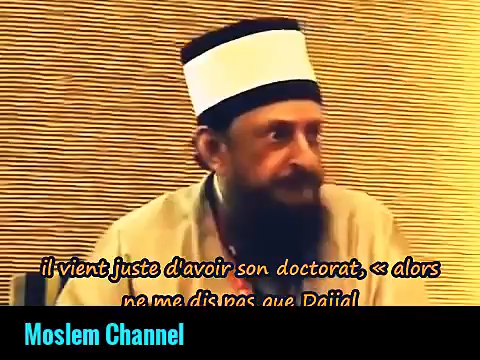 il vient juste d'avoir son doctorat, « alors
ne me dis pas que Dajjal
Moslem Channel